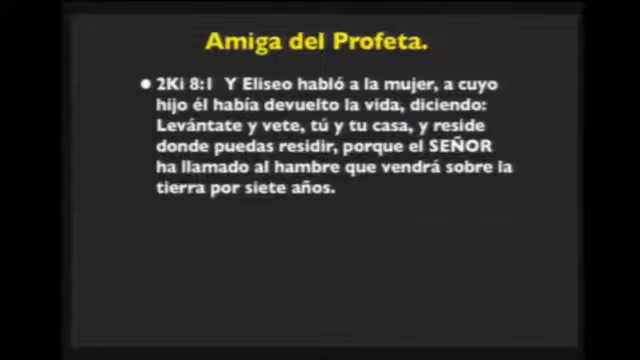 Amiga del Profeta.
● 2Ki 8:1 Y Eliseo habló a la mujer, a cuyo
hijo él había devuelto la vida, diciendo:
Levántate y vete, tú y tu casa, y reside
donde puedas residir, porque el SEÑOR
ha llamado al hambre que vendrá sobre la
tierra por siete años.